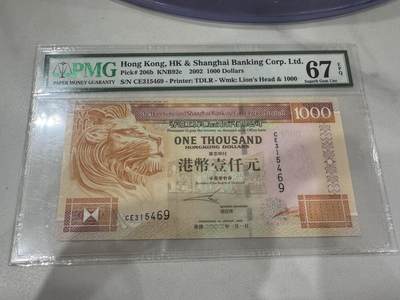 PMG
PAPER MONEY GUARANTY
Hong Kong, HK & Shanghai Banking Corp. Ltd.
Pick# 206b KNB92c 2002 1000 Dollars
S/N CE315469 - Printer: TDLR - Wmk: Lion's Head & 1000
67 EPQ
Superb Gem Unc
1000
ONE THOUSAND
HONGKONG DOLLARS
港幣壹仟元
CE315469
CE315469